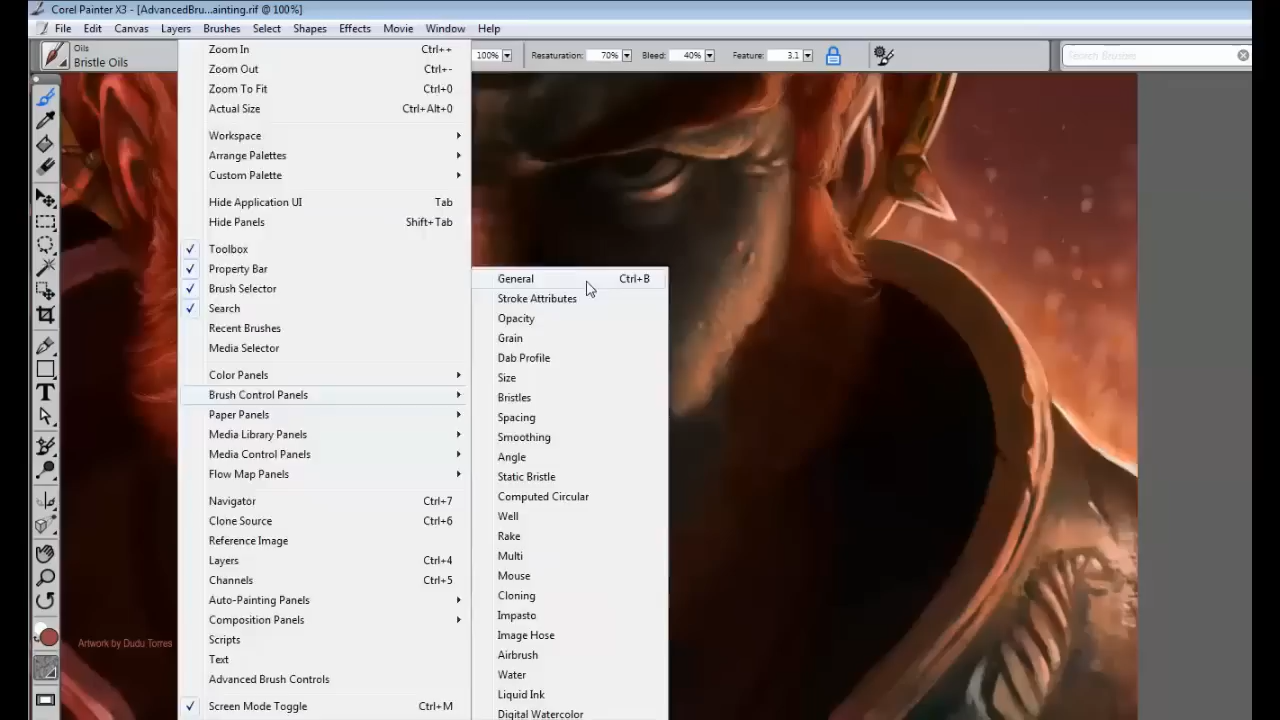 Corel Painter X3 - [AdvancedBru...ainting.rif @ 100%]
File Edit Canvas Layers Brushes Select Shapes Effects Movie Window Help
Oils
Bristle Oils
100% Resaturation: 70% Bleed: 40% Feature: 3.1
Search Brushes
Zoom In Ctrl++
Zoom Out Ctrl+-
Zoom To Fit Ctrl+0
Actual Size Ctrl+Alt+0
Workspace
Arrange Palettes
Custom Palette
Hide Application UI Tab
Hide Panels Shift+Tab
Toolbox
Property Bar
Brush Selector
Search
Recent Brushes
Media Selector
Color Panels
Brush Control Panels
Paper Panels
Media Library Panels
Media Control Panels
Flow Map Panels
Navigator Ctrl+7
Clone Source Ctrl+6
Reference Image
Layers Ctrl+4
Channels Ctrl+5
Auto-Painting Panels
Composition Panels
Scripts
Text
Advanced Brush Controls
Screen Mode Toggle Ctrl+M
General Ctrl+B
Stroke Attributes
Opacity
Grain
Dab Profile
Size
Bristles
Spacing
Smoothing
Angle
Static Bristle
Computed Circular
Well
Rake
Multi
Mouse
Cloning
Impasto
Image Hose
Airbrush
Water
Liquid Ink
Digital Watercolor
T
Artwork by Dudu Torres